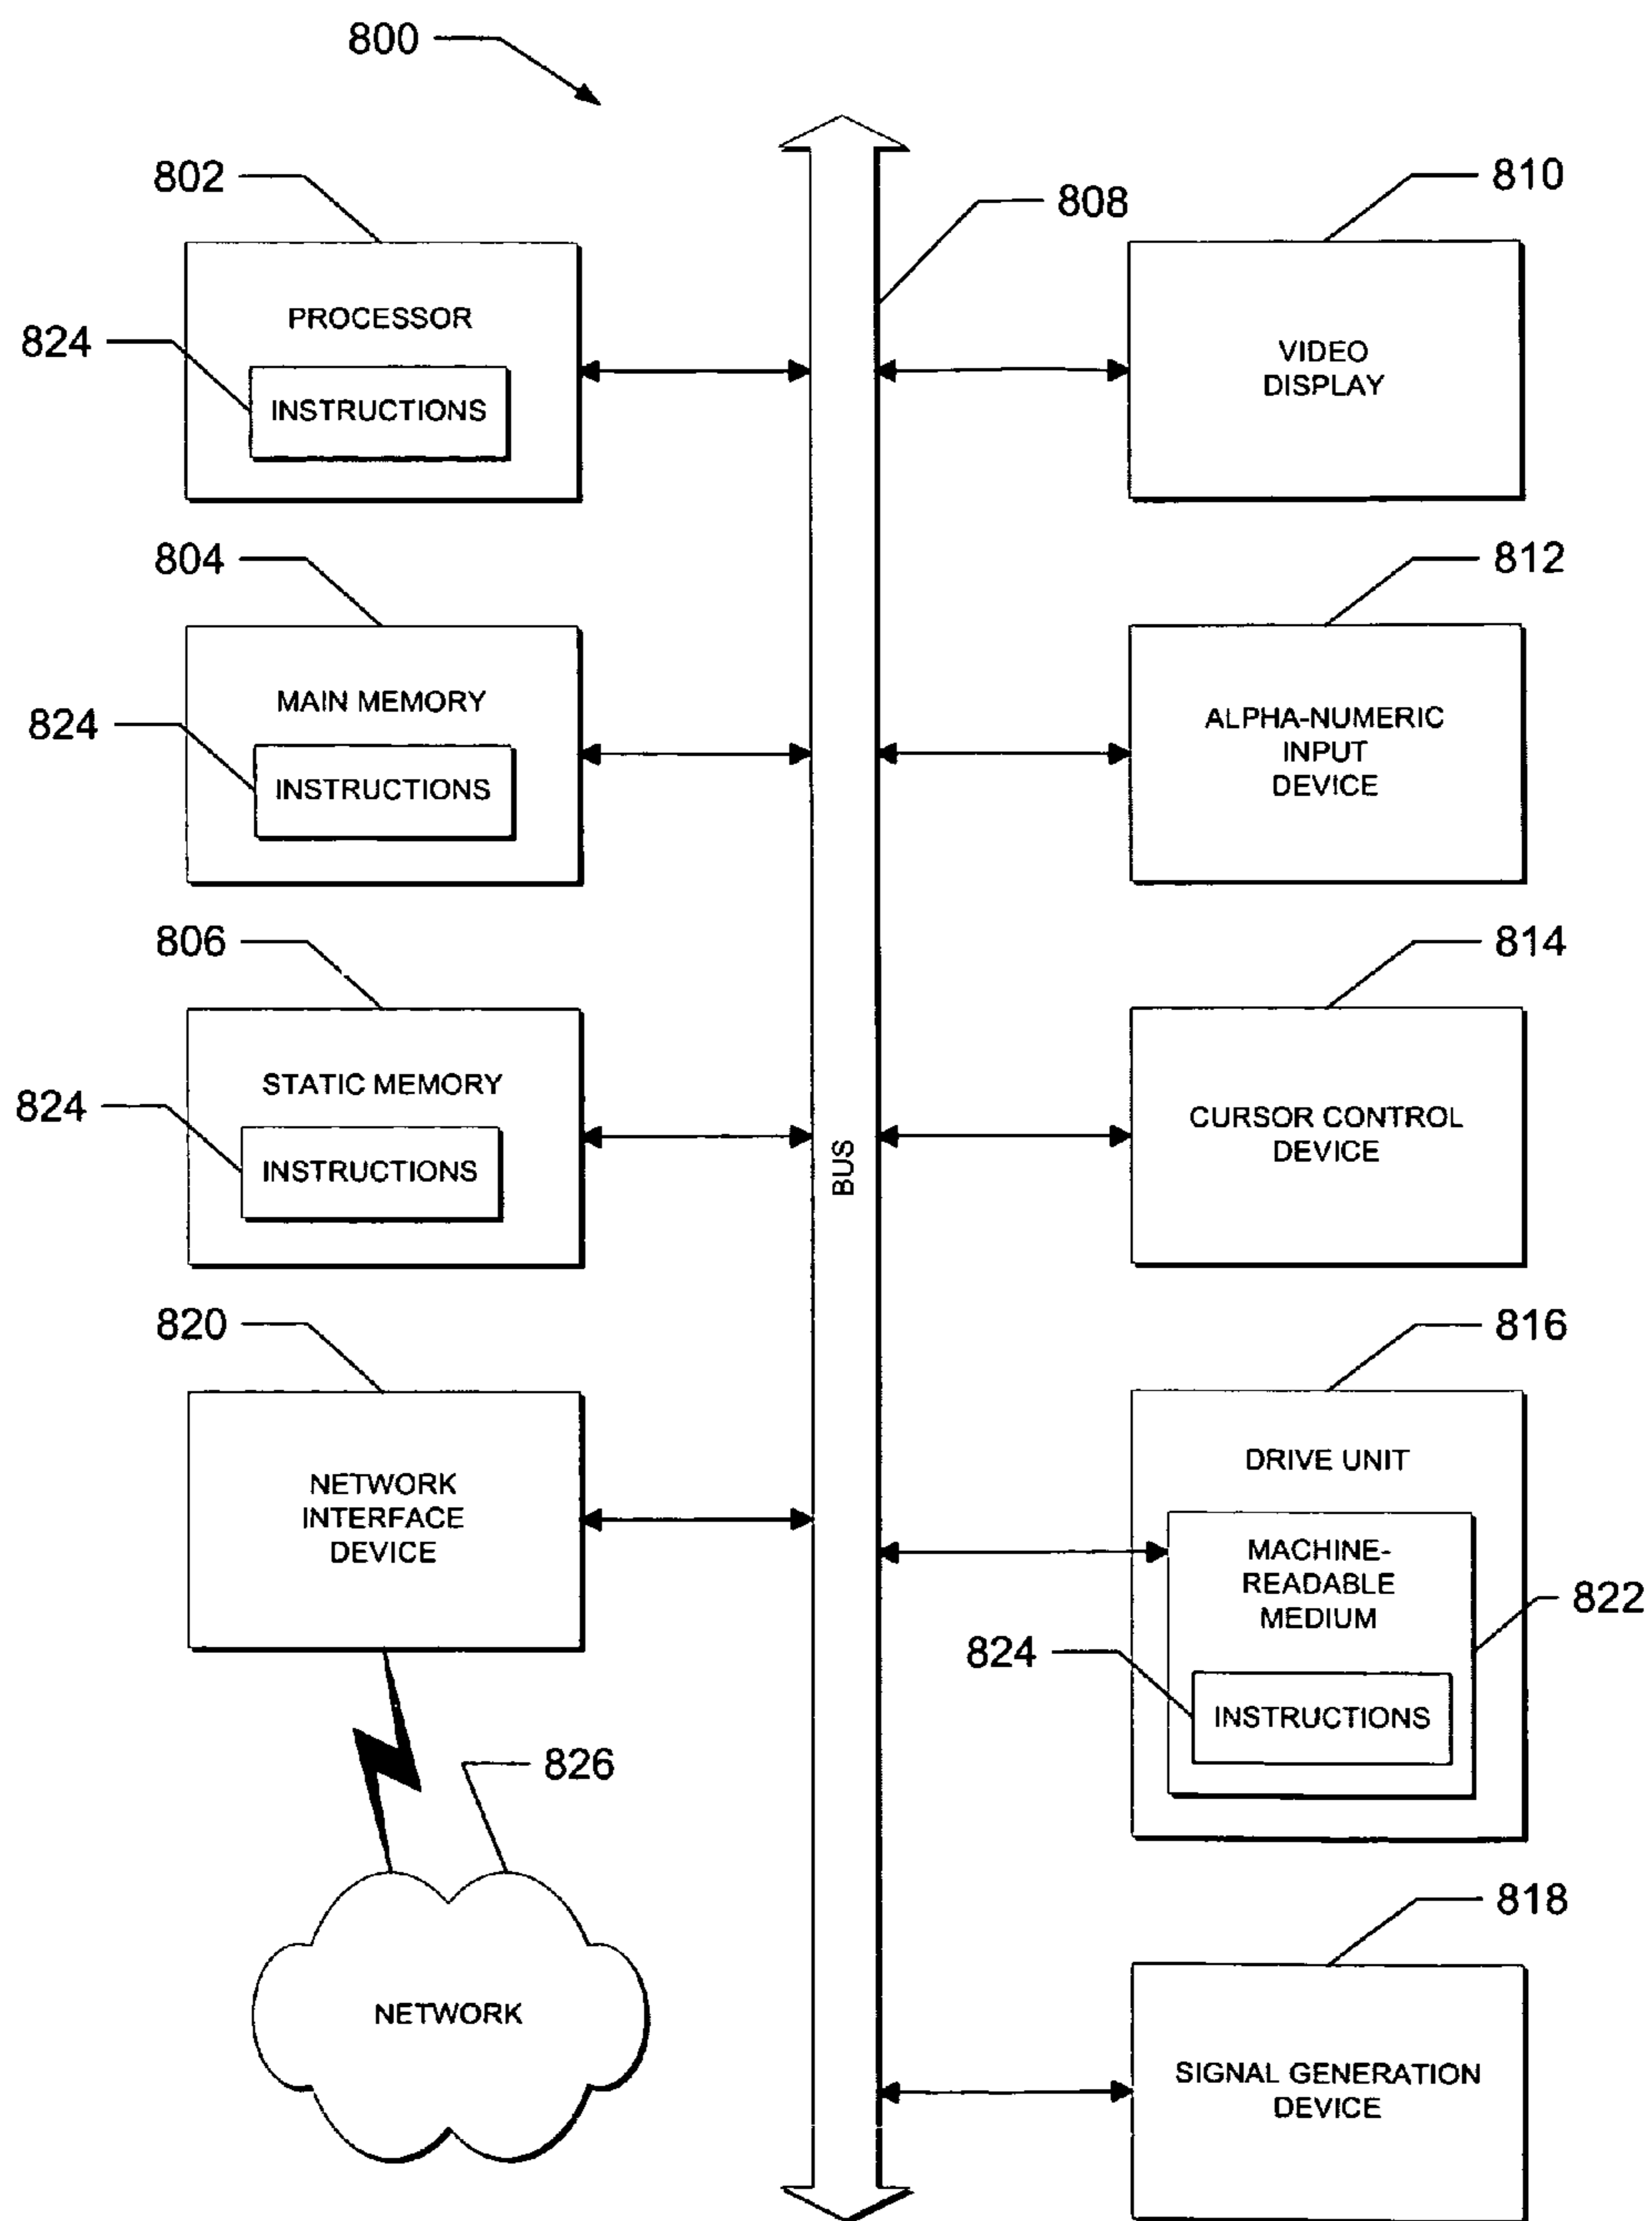 800
802
PROCESSOR
824
INSTRUCTIONS
804
MAIN MEMORY
824
INSTRUCTIONS
806
STATIC MEMORY
824
INSTRUCTIONS
820
NETWORK
INTERFACE
DEVICE
826
NETWORK
808
BUS
810
VIDEO
DISPLAY
812
ALPHA-NUMERIC
INPUT
DEVICE
814
CURSOR CONTROL
DEVICE
816
DRIVE UNIT
MACHINE-
READABLE
MEDIUM
822
824
INSTRUCTIONS
818
SIGNAL GENERATION
DEVICE